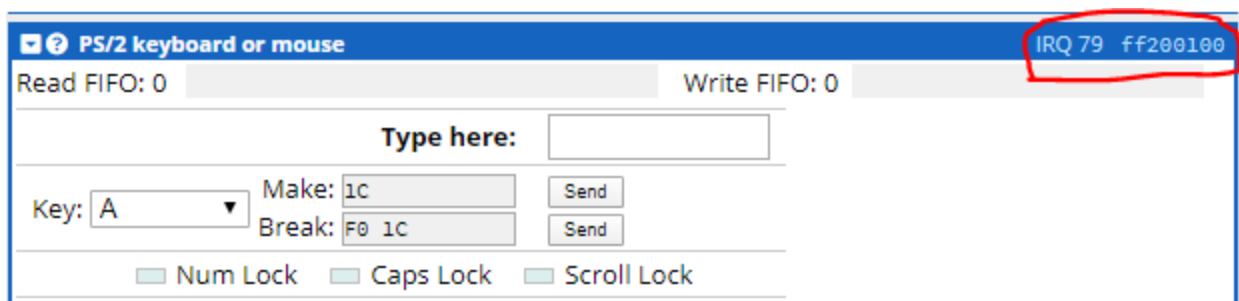 PS/2 keyboard or mouse IRQ 79 ff200100
Read FIFO: 0 Write FIFO: 0
Type here:
Key: A Make: 1C Send
Break: F0 1C Send
Num Lock Caps Lock Scroll Lock